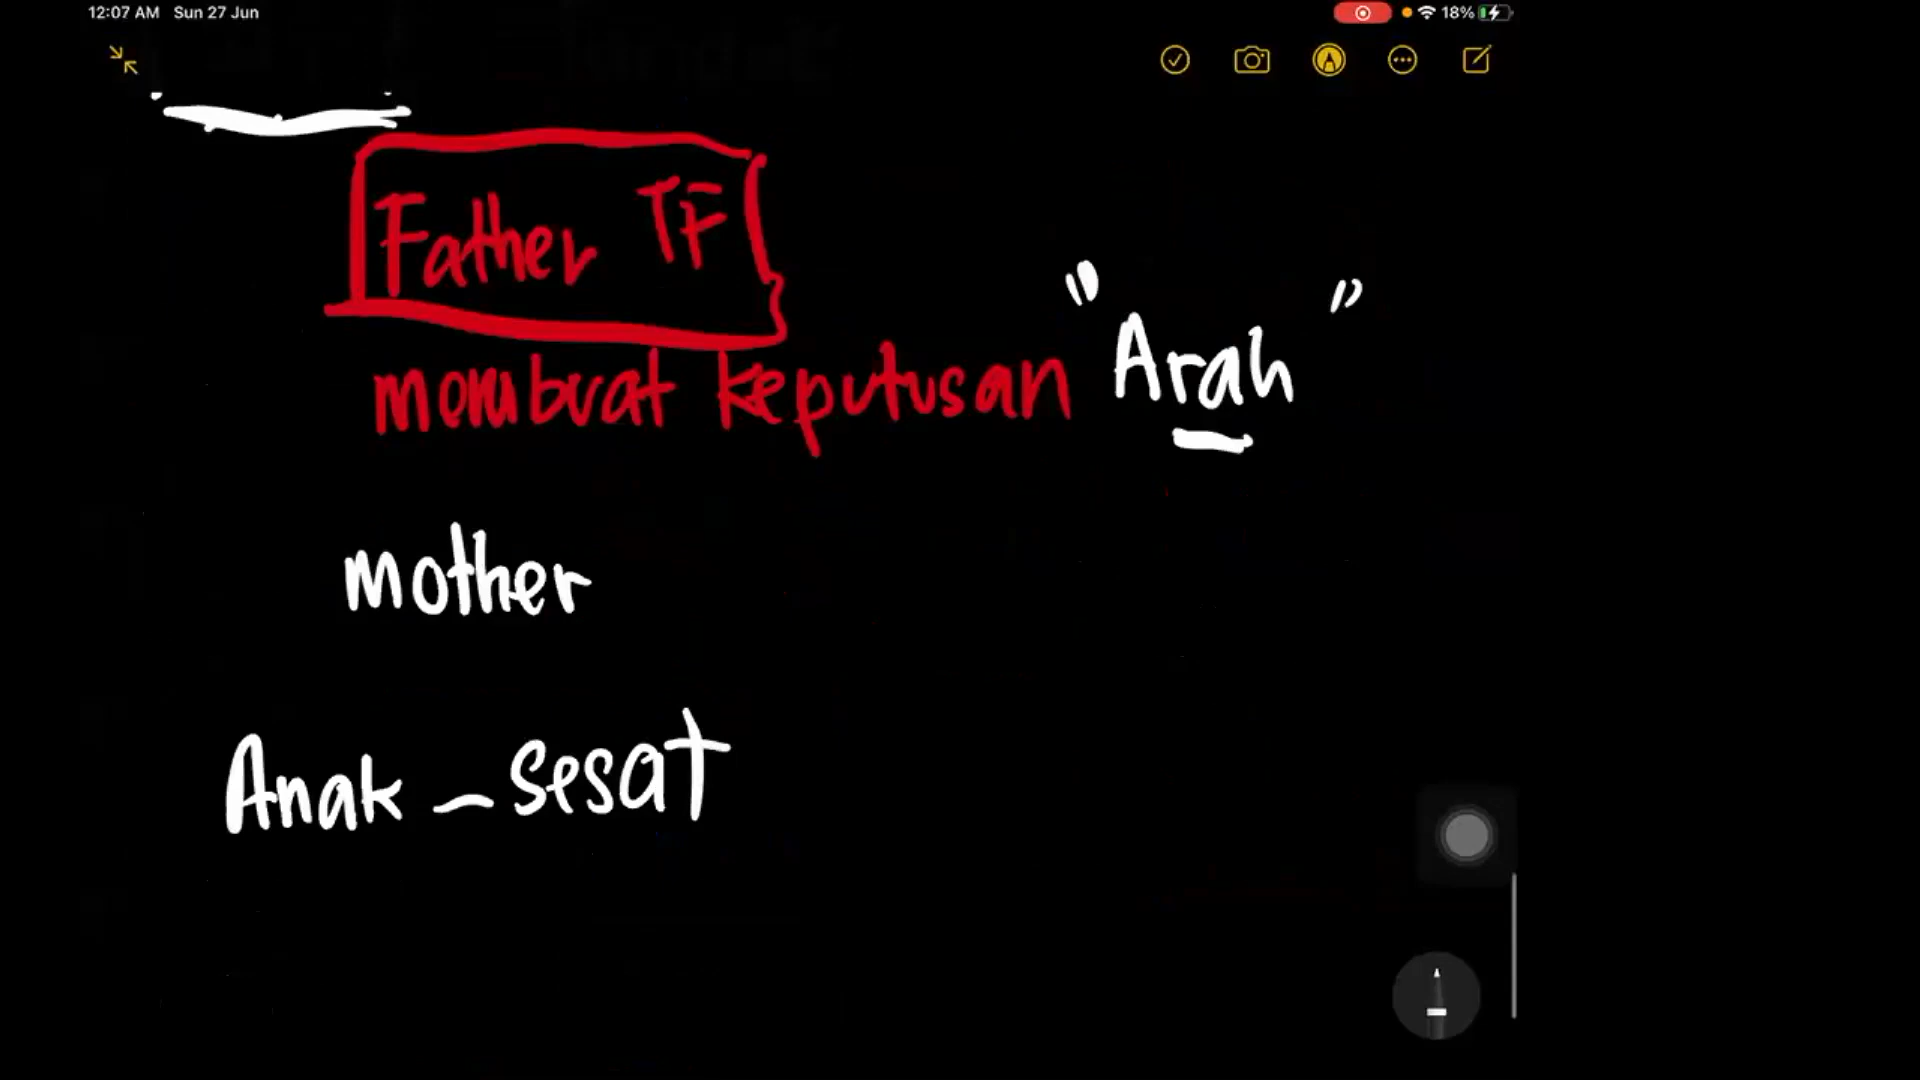 12:07 AM Sun 27 Jun
18%
Father TF
membuat keputusan "Arah"
mother
Anak - sesat